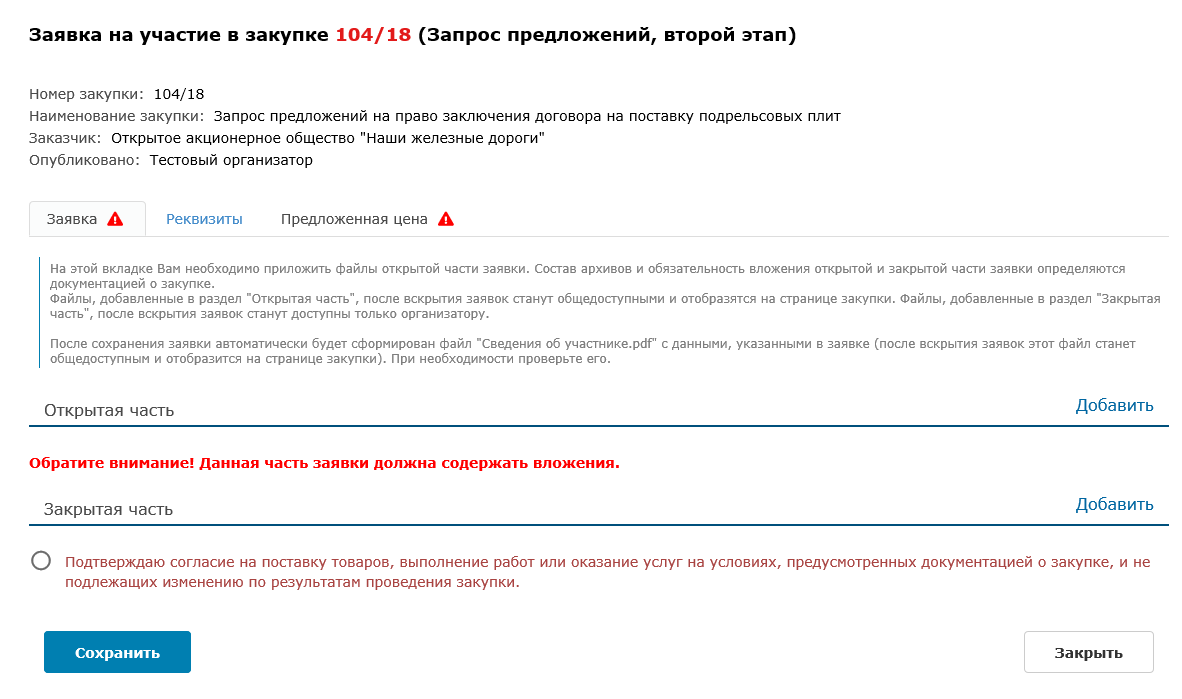 Заявка на участие в закупке 104/18 (Запрос предложений, второй этап)
Номер закупки: 104/18
Наименование закупки: Запрос предложений на право заключения договора на поставку подрельсовых плит
Заказчик: Открытое акционерное общество "Наши железные дороги"
Опубликовано: Тестовый организатор
Заявка Реквизиты Предложенная цена
На этой вкладке Вам необходимо приложить файлы открытой части заявки. Состав архивов и обязательность вложения открытой и закрытой части заявки определяются
документацией о закупке.
Файлы, добавленные в раздел "Открытая часть", после вскрытия заявок станут общедоступными и отобразятся на странице закупки. Файлы, добавленные в раздел "Закрытая
часть", после вскрытия заявок станут доступны только организатору.
После сохранения заявки автоматически будет сформирован файл "Сведения об участнике.pdf" с данными, указанными в заявке (после вскрытия заявок этот файл станет
общедоступным и отобразится на странице закупки). При необходимости проверьте его.
Открытая часть Добавить
Обратите внимание! Данная часть заявки должна содержать вложения.
Закрытая часть Добавить
Подтверждаю согласие на поставку товаров, выполнение работ или оказание услуг на условиях, предусмотренных документацией о закупке, и не
подлежащих изменению по результатам проведения закупки.
Сохранить Закрыть